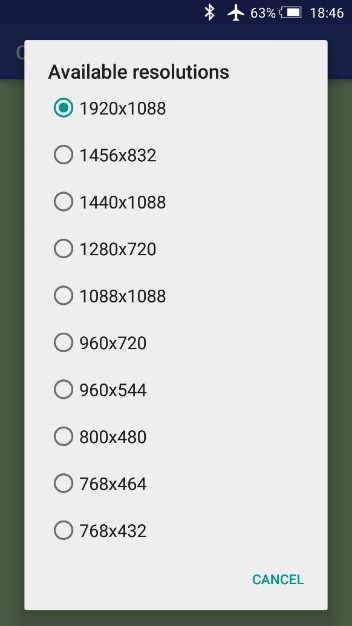 63% 18:46
Available resolutions
1920x1088
1456x832
1440x1088
1280x720
1088x1088
960x720
960x544
800x480
768x464
768x432
CANCEL